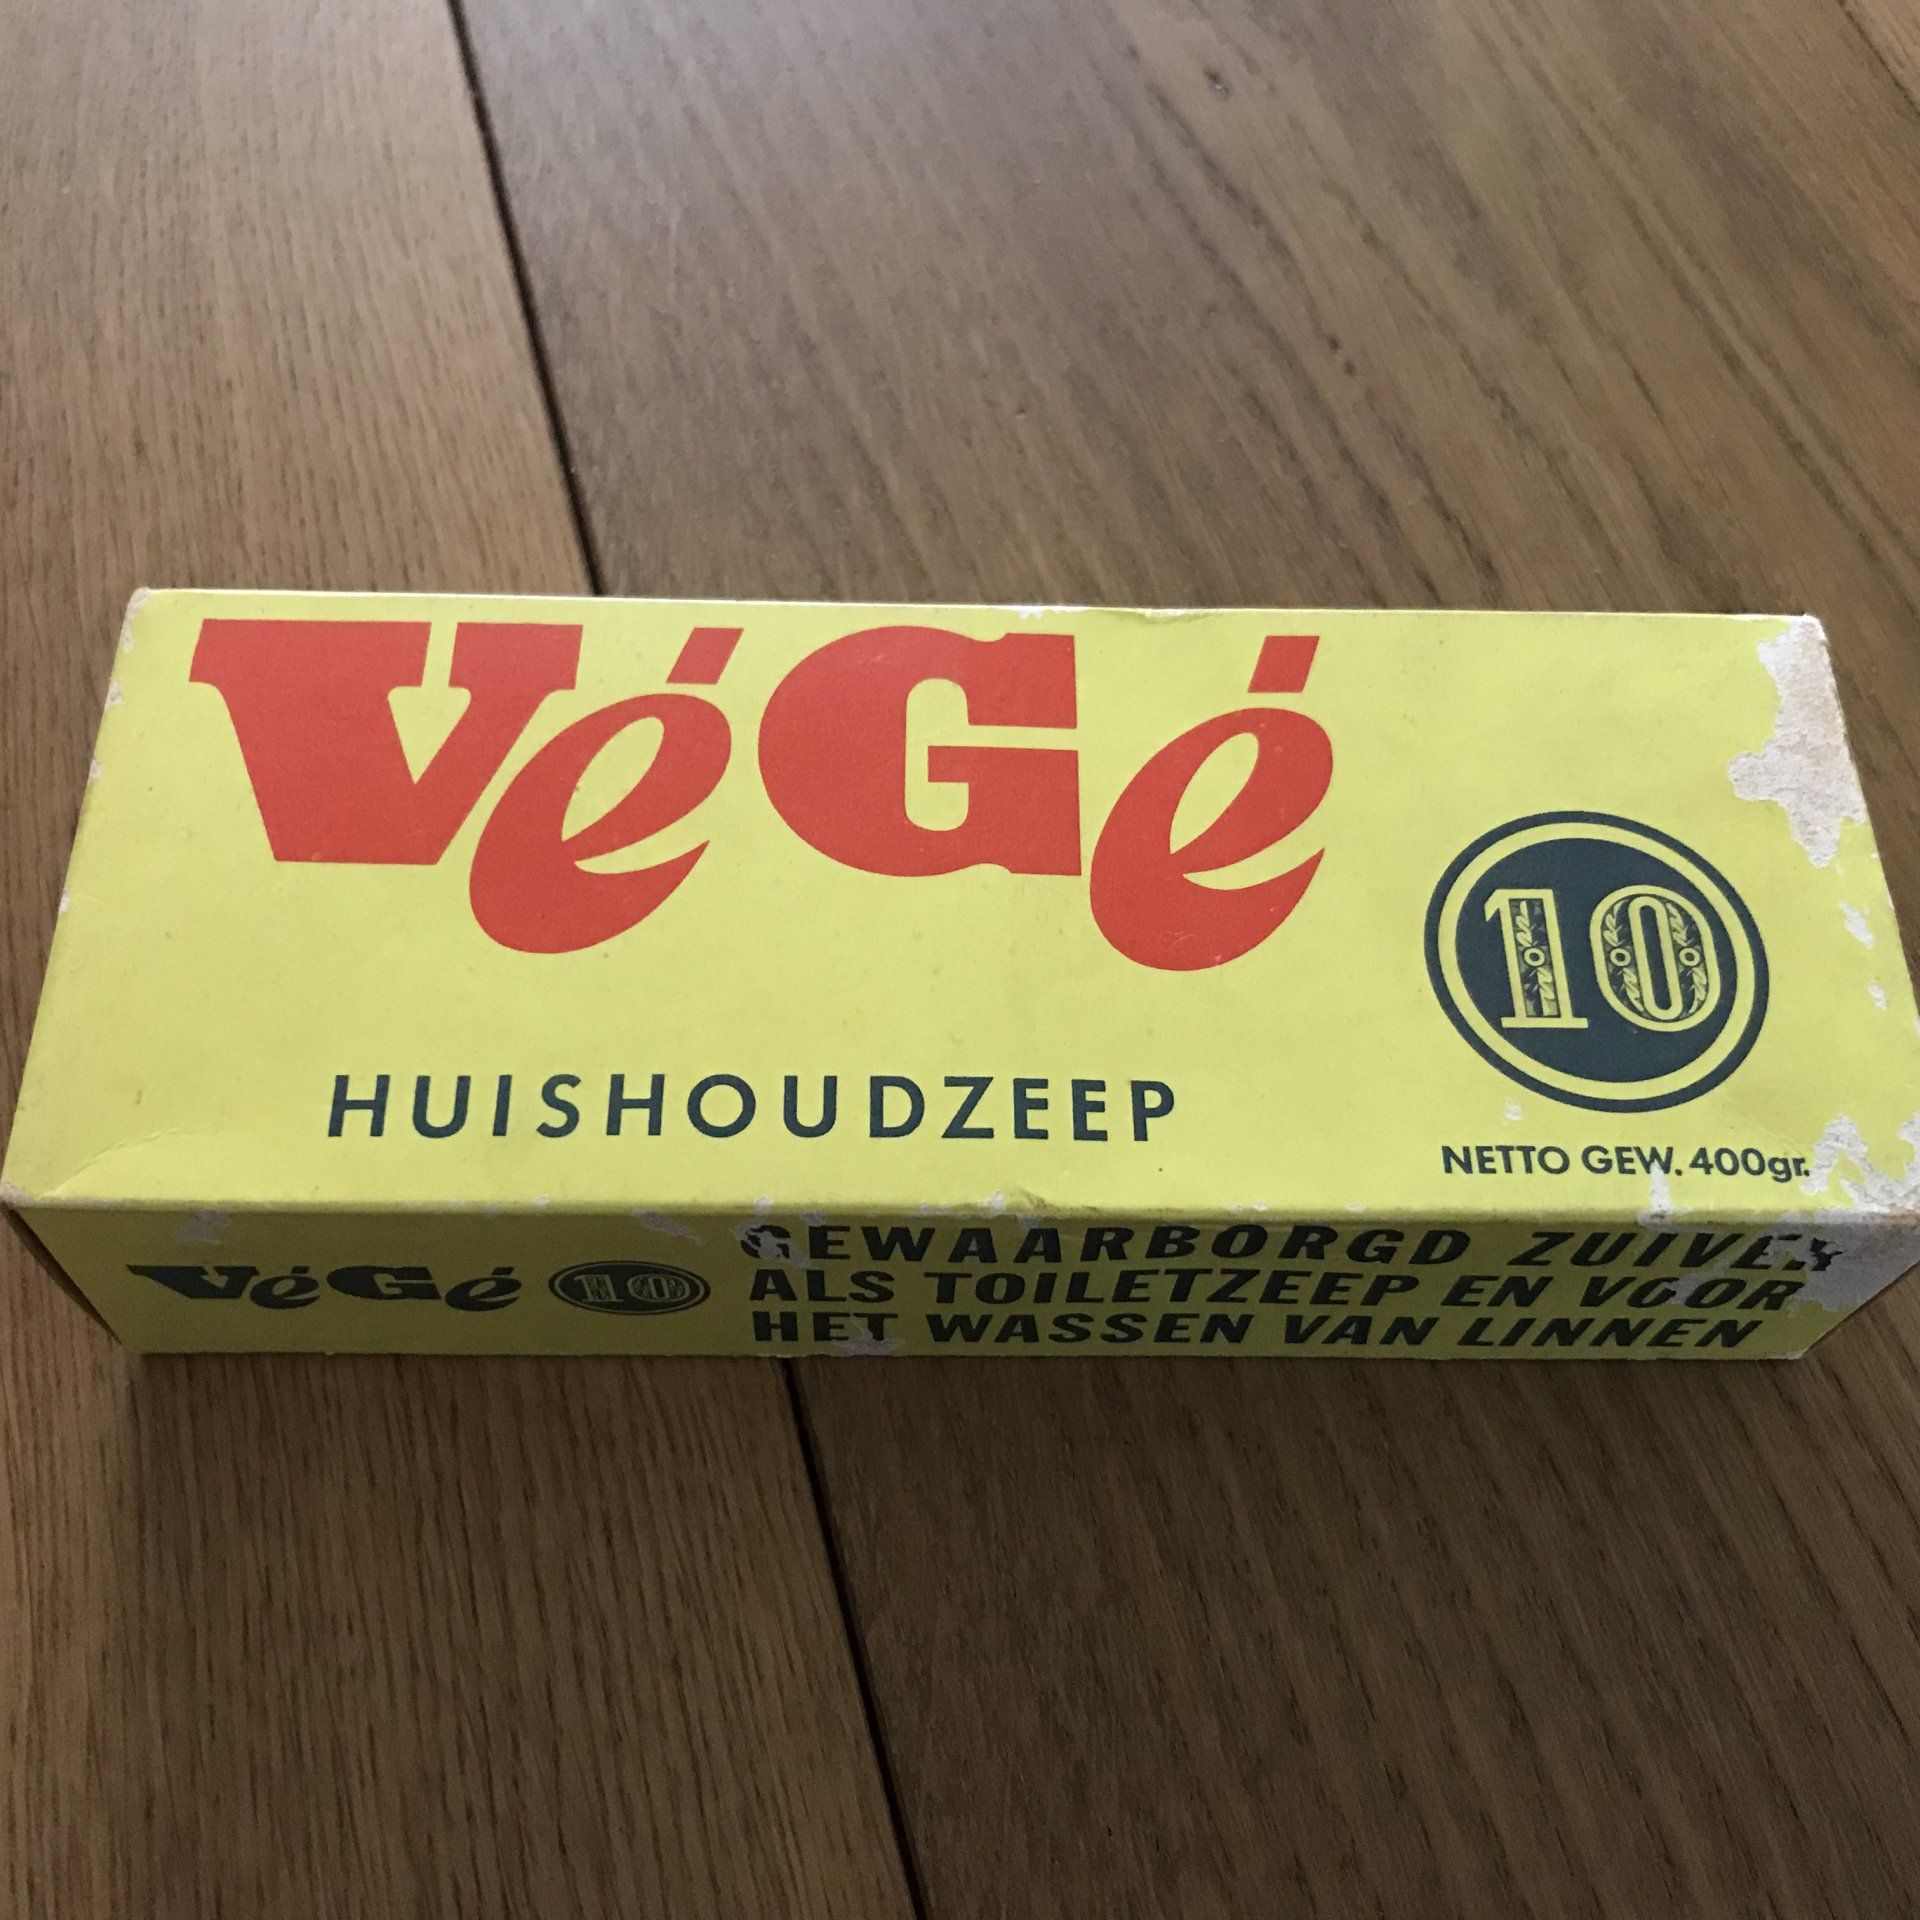 VéGé
10
HUISHOUDZEEP
NETTO GEW. 400gr.
VéGé 10
GEWAARBORGD ZUIVER
ALS TOILETZEEP EN VOOR
HET WASSEN VAN LINNEN